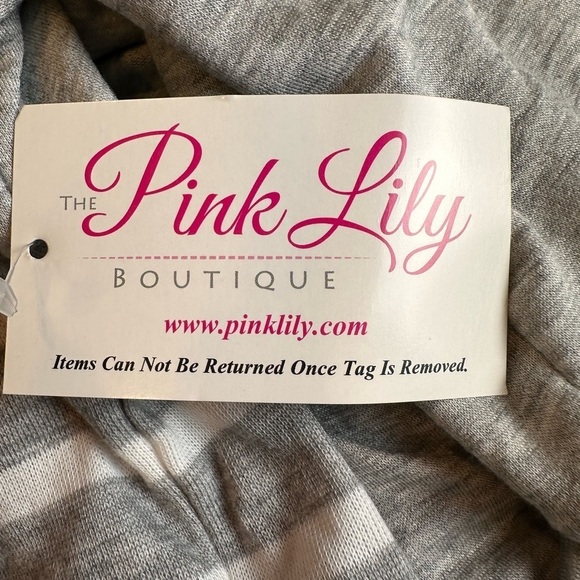 THE Pink Lily
BOUTIQUE
www.pinklily.com
Items Can Not Be Returned Once Tag Is Removed.